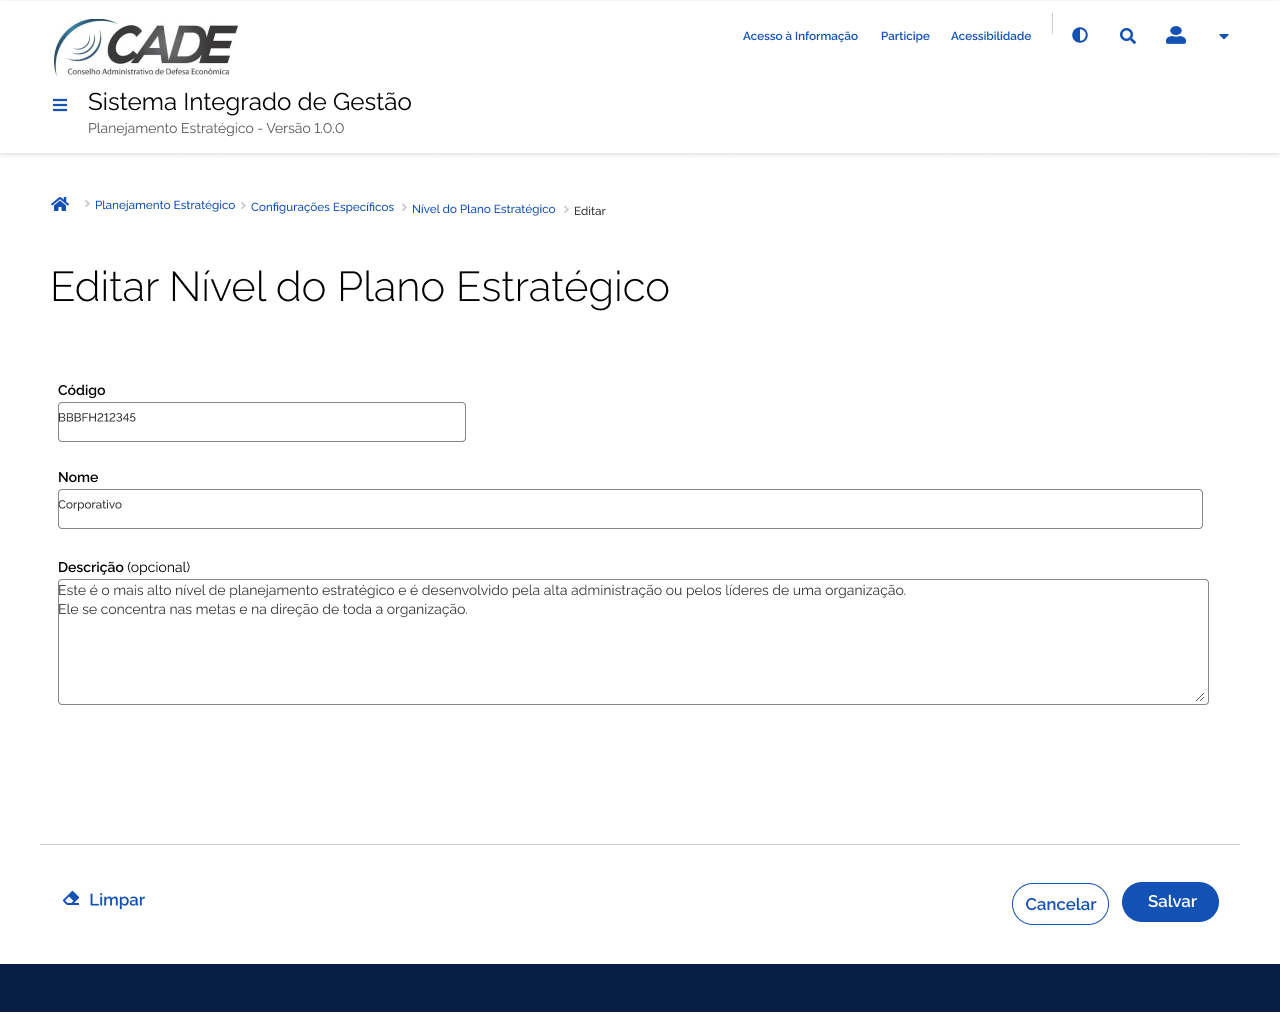 CADE
Conselho Administrativo de Defesa Econômica
Acesso à Informação
Participe
Acessibilidade
Sistema Integrado de Gestão
Planejamento Estratégico - Versão 1.0.0
Planejamento Estratégico
Configurações Específicos
Nível do Plano Estratégico
Editar
Editar Nível do Plano Estratégico
Código
BBBFH212345
Nome
Corporativo
Descrição (opcional)
Este é o mais alto nível de planejamento estratégico e é desenvolvido pela alta administração ou pelos líderes de uma organização.
Ele se concentra nas metas e na direção de toda a organização.
Limpar
Cancelar
Salvar